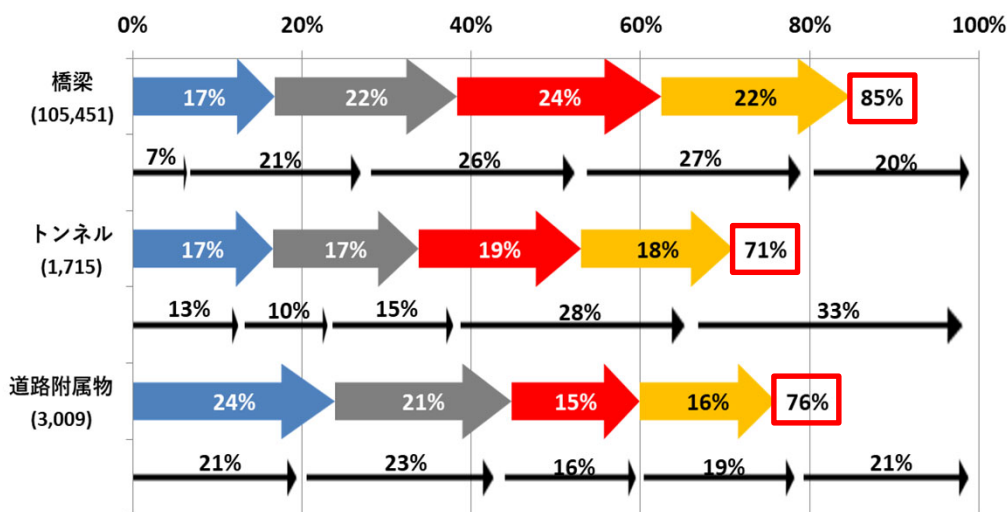 0% 20% 40% 60% 80% 100%
橋梁
(105,451)
17% 22% 24% 22% 85%
7% 21% 26% 27% 20%
トンネル
(1,715)
17% 17% 19% 18% 71%
13% 10% 15% 28% 33%
道路附属物
(3,009)
24% 21% 15% 16% 76%
21% 23% 16% 19% 21%